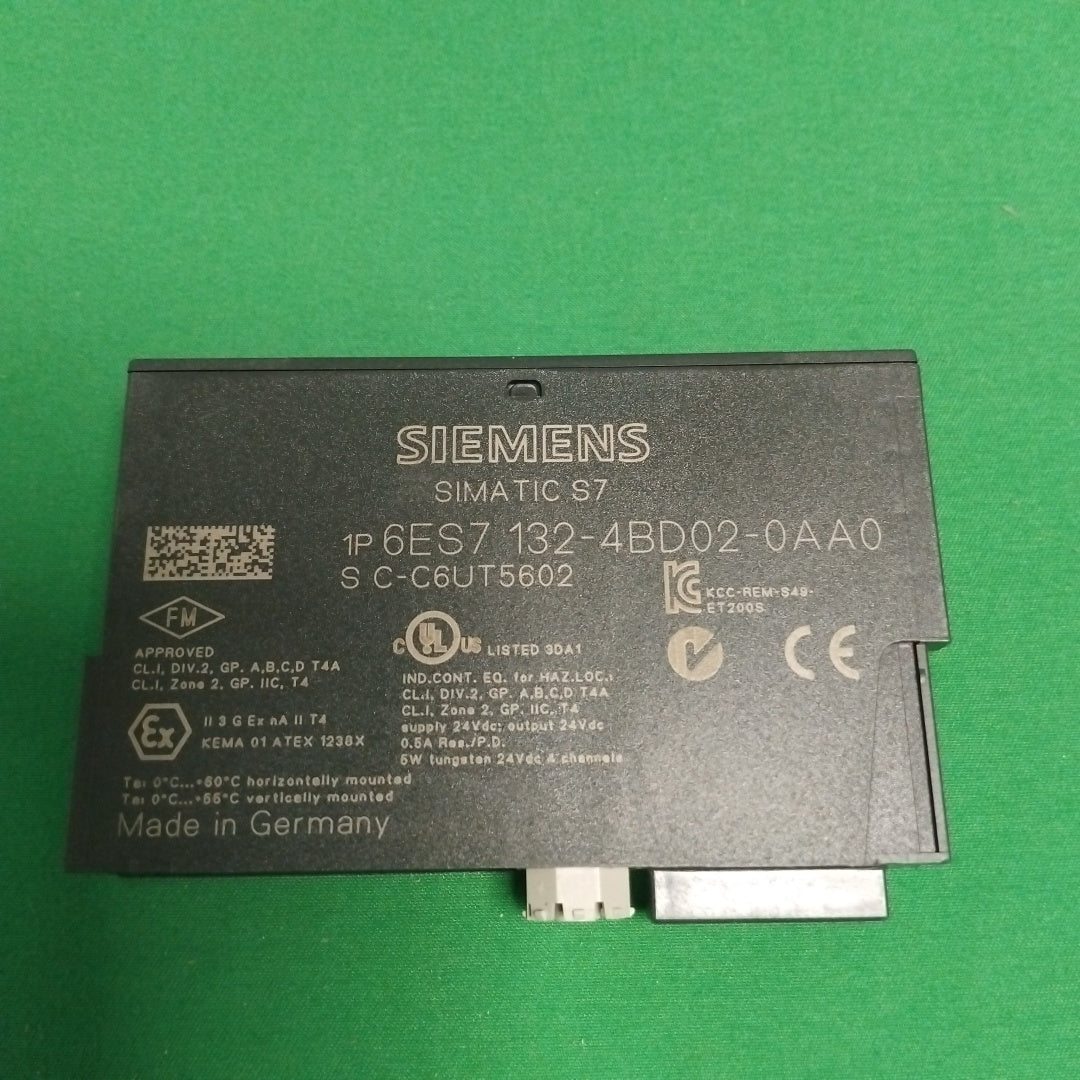 SIEMENS
SIMATIC S7
1P 6ES7 132-4BD02-0AA0
S C-C6UT5602
KCC-REM-S49-
ET200S
FM
APPROVED
CL.I, DIV.2, GP. A,B,C,D T4A
CL.I, Zone 2, GP. IIC, T4
C UL US LISTED 3DA1
IND.CONT. EQ. for HAZ.LOC.:
CL.I, DIV.2, GP. A,B,C,D T4A
CL.I, Zone 2, GP. IIC, T4
supply 24Vdc; output 24Vdc
0.5A Res./P.D.
5W tungsten 24Vdc 4 channels
CE
Ex
II 3 G Ex nA II T4
KEMA 01 ATEX 1238X
Ta: 0°C...+60°C horizontally mounted
Ta: 0°C...+55°C vertically mounted
Made in Germany